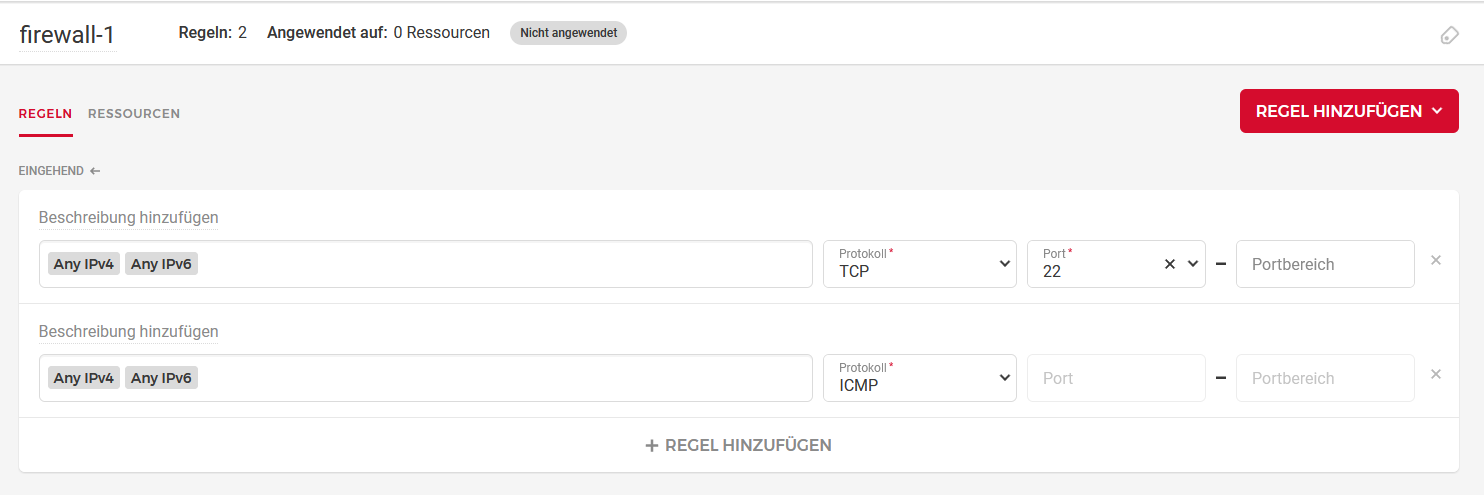 firewall-1 Regeln: 2 Angewendet auf: 0 Ressourcen Nicht angewendet
REGELN RESSOURCEN REGEL HINZUFÜGEN
EINGEHEND ←
Beschreibung hinzufügen
Any IPv4 Any IPv6 Protokoll * TCP Port * 22 × – Portbereich ×
Beschreibung hinzufügen
Any IPv4 Any IPv6 Protokoll * ICMP Port – Portbereich ×
+ REGEL HINZUFÜGEN